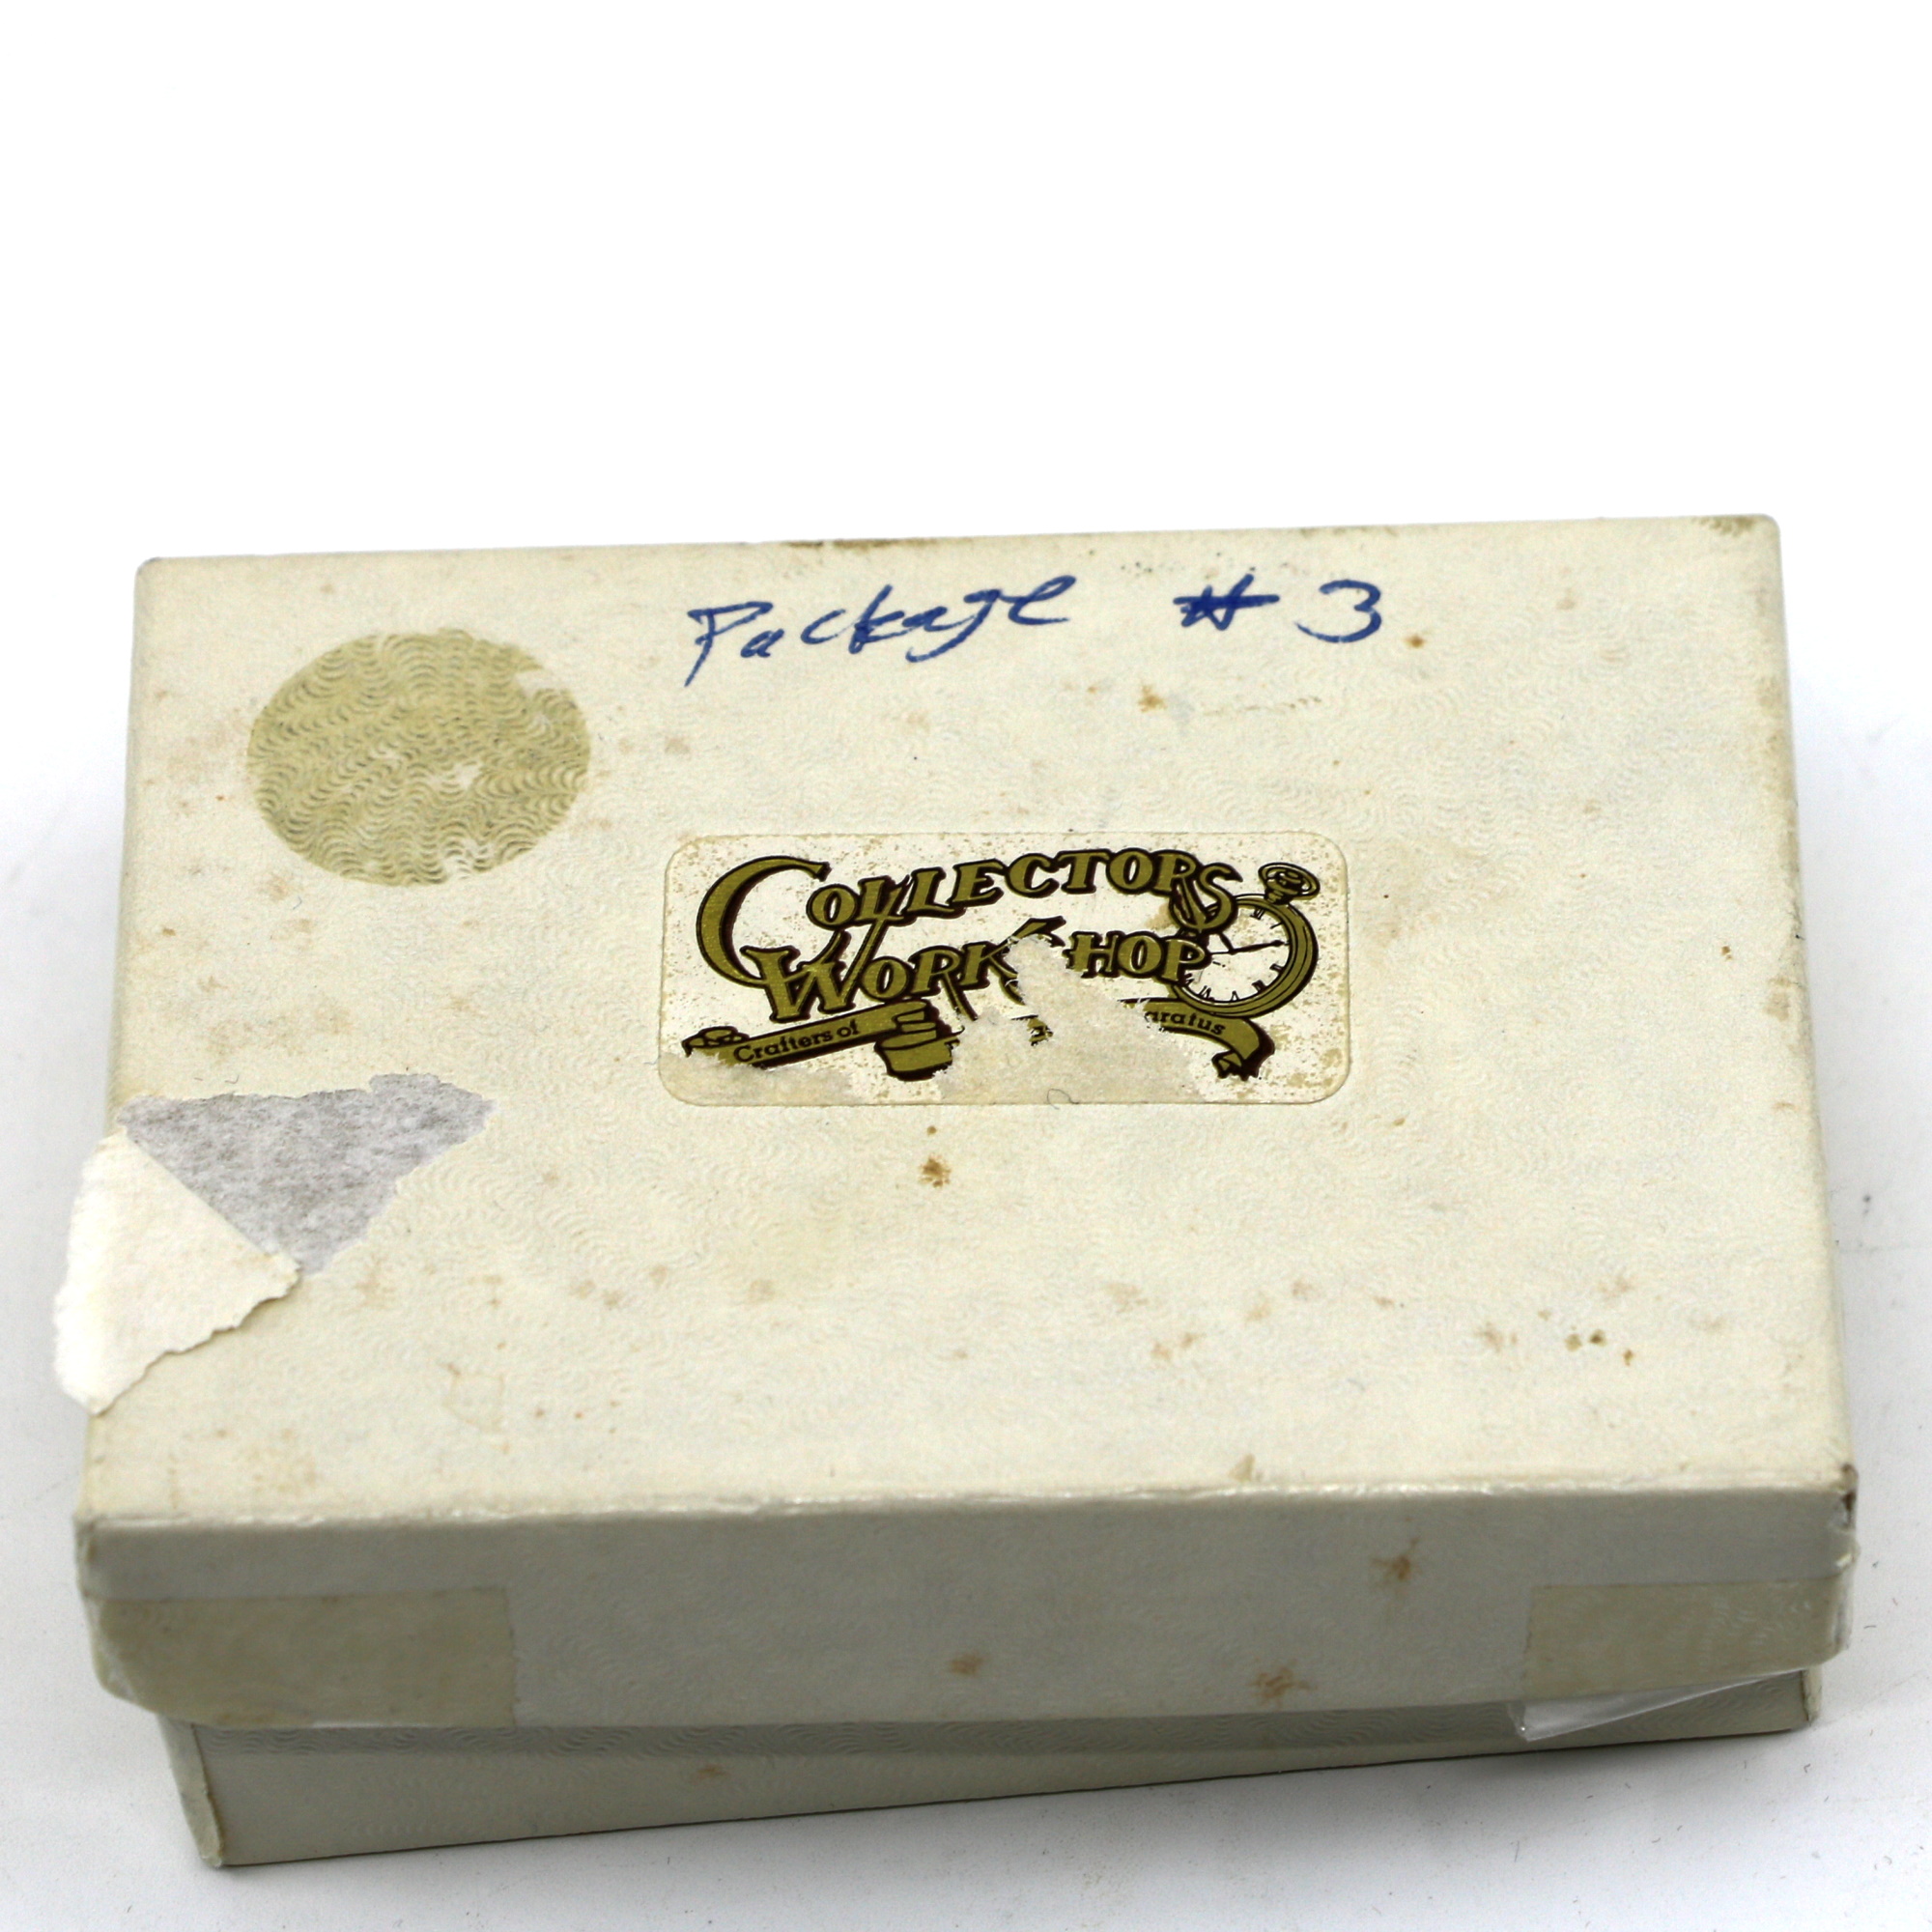 Package # 3
COLLECTORS
WORKSHOP
Crafters of